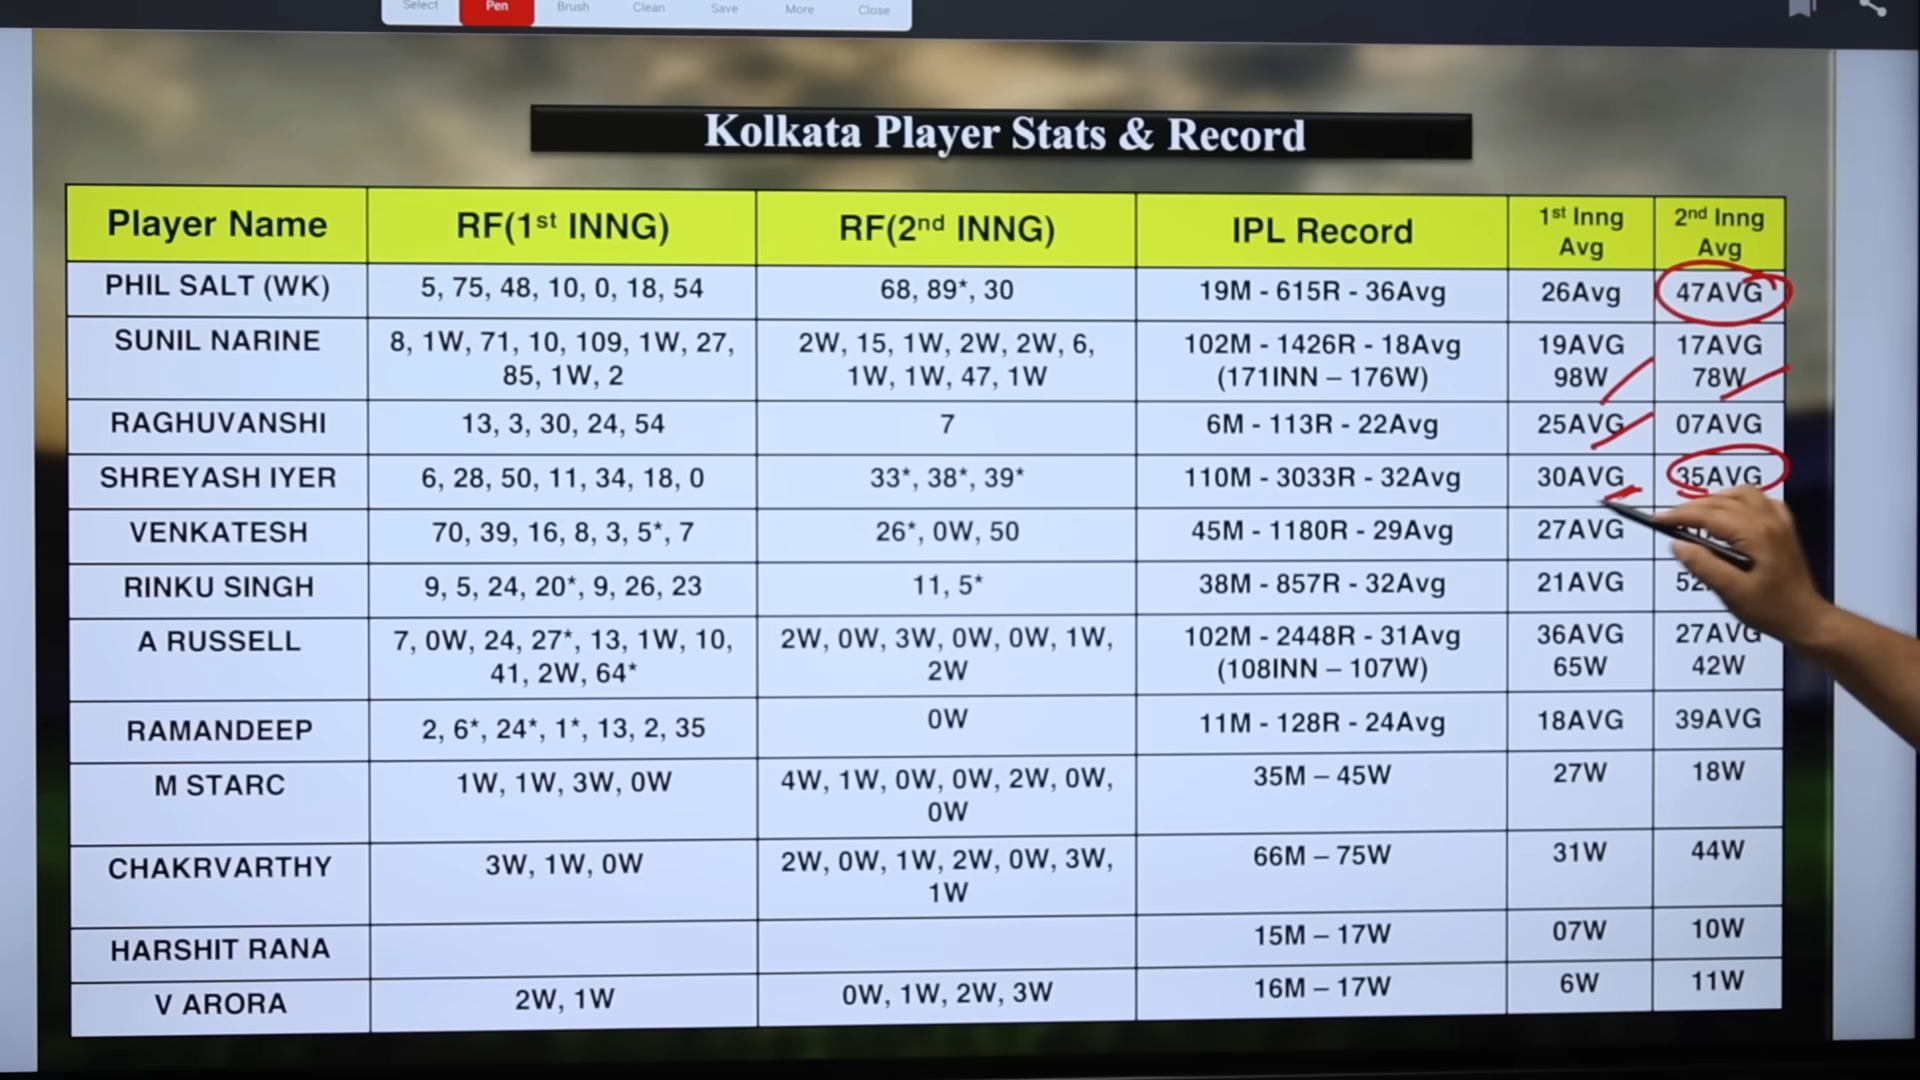 Select Pen Brush Clean Save More Close
Kolkata Player Stats & Record
Player Name RF(1st INNG) RF(2nd INNG) IPL Record 1st Inng Avg 2nd Inng Avg
PHIL SALT (WK) 5, 75, 48, 10, 0, 18, 54 68, 89*, 30 19M - 615R - 36Avg 26Avg 47AVG
SUNIL NARINE 8, 1W, 71, 10, 109, 1W, 27, 2W, 15, 1W, 2W, 2W, 6, 102M - 1426R - 18Avg 19AVG 17AVG
85, 1W, 2 1W, 1W, 47, 1W (171INN – 176W) 98W 78W
RAGHUVANSHI 13, 3, 30, 24, 54 7 6M - 113R - 22Avg 25AVG 07AVG
SHREYASH IYER 6, 28, 50, 11, 34, 18, 0 33*, 38*, 39* 110M - 3033R - 32Avg 30AVG 35AVG
VENKATESH 70, 39, 16, 8, 3, 5*, 7 26*, 0W, 50 45M - 1180R - 29Avg 27AVG
RINKU SINGH 9, 5, 24, 20*, 9, 26, 23 11, 5* 38M - 857R - 32Avg 21AVG
A RUSSELL 7, 0W, 24, 27*, 13, 1W, 10, 2W, 0W, 3W, 0W, 0W, 1W, 102M - 2448R - 31Avg 36AVG 27AVG
41, 2W, 64* 2W (108INN – 107W) 65W 42W
RAMANDEEP 2, 6*, 24*, 1*, 13, 2, 35 0W 11M - 128R - 24Avg 18AVG 39AVG
M STARC 1W, 1W, 3W, 0W 4W, 1W, 0W, 0W, 2W, 0W, 35M – 45W 27W 18W
0W
CHAKRVARTHY 3W, 1W, 0W 2W, 0W, 1W, 2W, 0W, 3W, 66M – 75W 31W 44W
1W
HARSHIT RANA 15M – 17W 07W 10W
V ARORA 2W, 1W 0W, 1W, 2W, 3W 16M – 17W 6W 11W